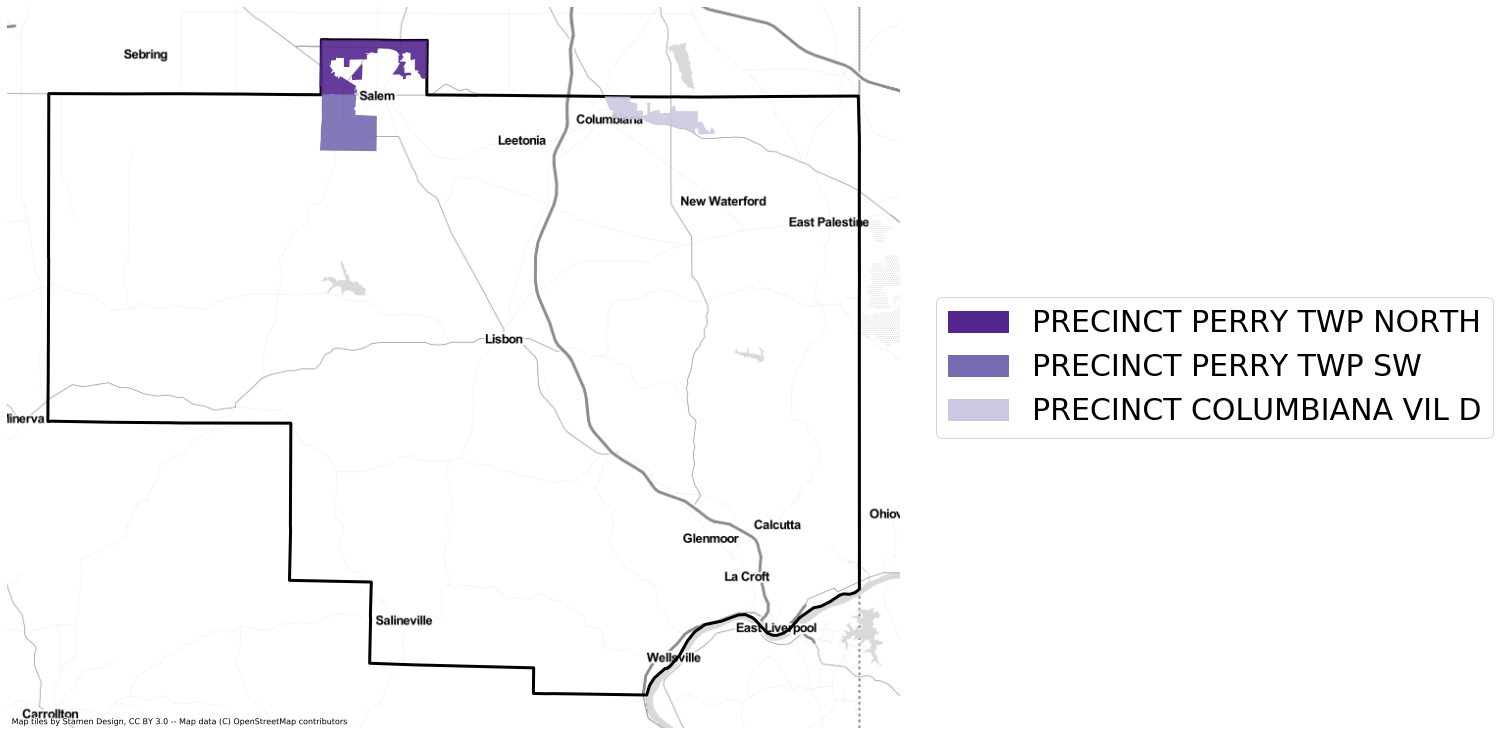 Sebring
Salem
Columbiana
Leetonia
New Waterford
East Palestine
Lisbon
Minerva
Ohiov
Calcutta
Glenmoor
La Croft
Salineville
East Liverpool
Wellsville
Carrollton
Map tiles by Stamen Design, CC BY 3.0 -- Map data (C) OpenStreetMap contributors
PRECINCT PERRY TWP NORTH
PRECINCT PERRY TWP SW
PRECINCT COLUMBIANA VIL D